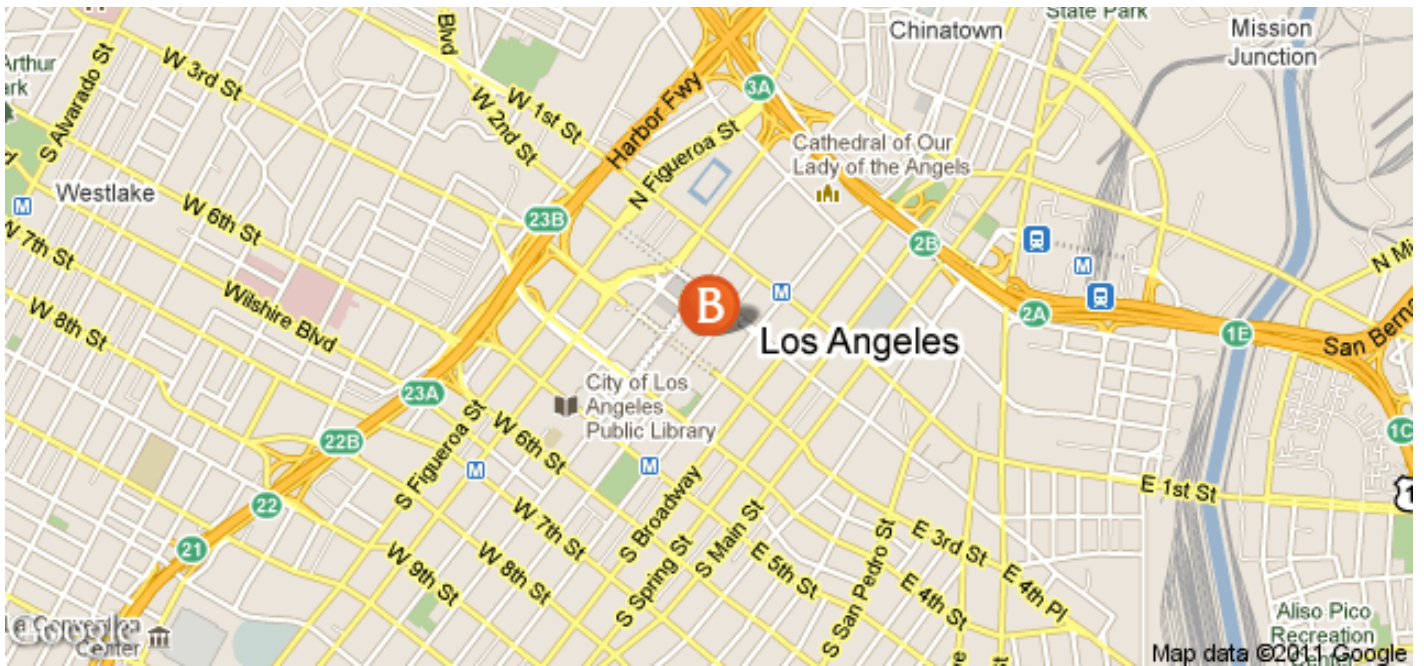 State Park
Mission
Junction
Chinatown
Blvd
Arthur
W 3rd St
S Alvarado St
W 2nd St
W 1st St
Harbor Fwy
3A
N Figueroa St
Cathedral of Our
Lady of the Angels
Westlake
M
W 6th St
23B
2B
M
W 7th St
Wilshire Blvd
W 8th St
B
M
2A
1E
Los Angeles
City of Los
Angeles
Public Library
23A
22B
S Figueroa St
W 6th St
M
M
1C
E 1st St
22
21
S Broadway
S Spring St
S Main St
W 7th St
W 8th St
W 9th St
E 3rd St
E 4th Pl
E 5th St
E 4th St
S San Pedro St
Google
Center
Aliso Pico
Recreation
Map data ©2011 Google